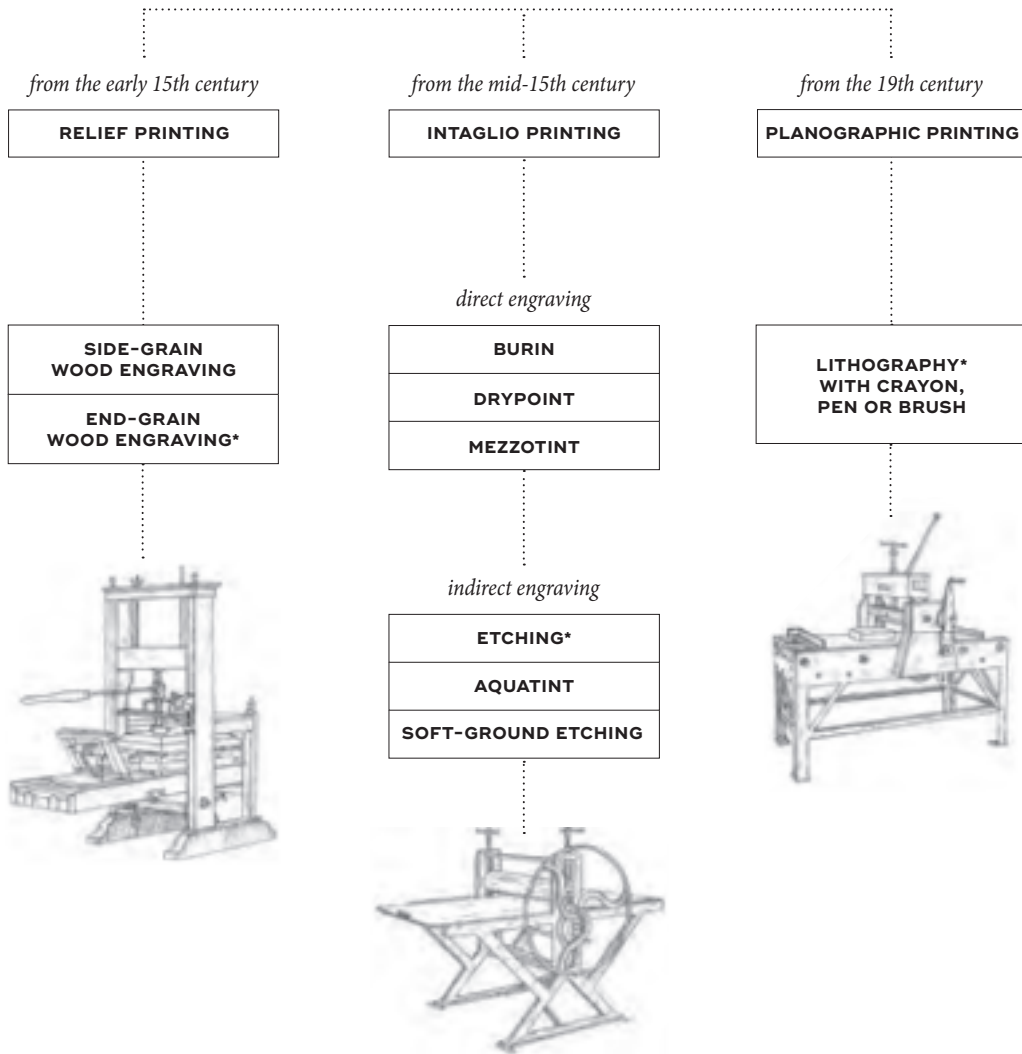 from the early 15th century
RELIEF PRINTING
SIDE-GRAIN
WOOD ENGRAVING
END-GRAIN
WOOD ENGRAVING*
from the mid-15th century
INTAGLIO PRINTING
direct engraving
BURIN
DRYPOINT
MEZZOTINT
indirect engraving
ETCHING*
AQUATINT
SOFT-GROUND ETCHING
from the 19th century
PLANOGRAPHIC PRINTING
LITHOGRAPHY*
WITH CRAYON,
PEN OR BRUSH